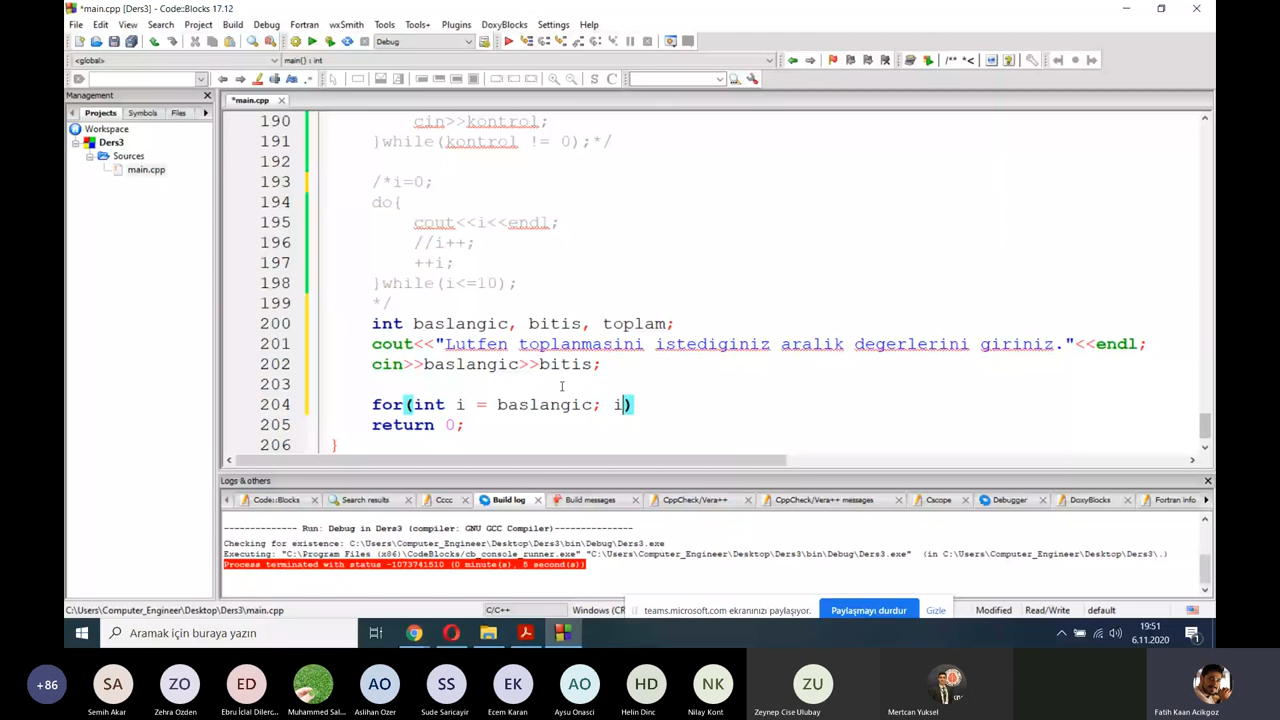 *main.cpp [Ders3] - Code::Blocks 17.12
File Edit View Search Project Build Debug Fortran wxSmith Tools Tools+ Plugins DoxyBlocks Settings Help
Debug
<global> main() : int
/** *<
S C
Management
*main.cpp
Projects Symbols Files
Workspace
Ders3
Sources
main.cpp
190 cin>>kontrol;
191 }while(kontrol != 0);*/
192
193 /*i=0;
194 do{
195 cout<<i<<endl;
196 //i++;
197 ++i;
198 }while(i<=10);
199 */
200 int baslangic, bitis, toplam;
201 cout<<"Lutfen toplanmasini istediginiz aralik degerlerini giriniz."<<endl;
202 cin>>baslangic>>bitis;
203
204 for(int i = baslangic; i)
205 return 0;
206 }
Logs & others
Code::Blocks Search results Cccc Build log Build messages CppCheck/Vera++ CppCheck/Vera++ messages Cscope Debugger DoxyBlocks Fortran info
-------------- Run: Debug in Ders3 (compiler: GNU GCC Compiler)---------------
Checking for existence: C:\Users\Computer_Engineer\Desktop\Ders3\bin\Debug\Ders3.exe
Executing: "C:\Program Files (x86)\CodeBlocks/cb_console_runner.exe" "C:\Users\Computer_Engineer\Desktop\Ders3\bin\Debug\Ders3.exe" (in C:\Users\Computer_Engineer\Desktop\Ders3\.)
Process terminated with status -1073741510 (0 minute(s), 5 second(s))
teams.microsoft.com ekranınızı paylaşıyor. Paylaşmayı durdur Gizle
C:\Users\Computer_Engineer\Desktop\Ders3\main.cpp C/C++ Windows (CR Modified Read/Write default
Aramak için buraya yazın
19:51
6.11.2020
+86 SA ZO ED AO SS EK AO HD NK ZU
Semih Akar Zehra Ozden Ebru İclal Dilerc... Muhammed Sal... Aslihan Ozer Sude Saricayir Ecem Karan Aysu Onasci Helin Dinc Nilay Kont Zeynep Cise Ulubay Mertcan Yuksel Fatih Kaan Acikgoz